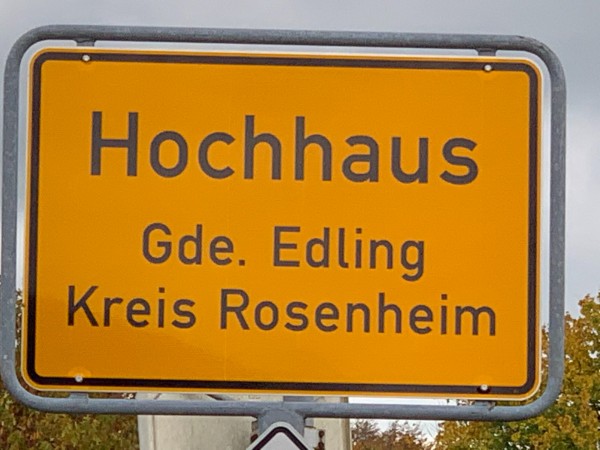 Hochhaus
Gde. Edling
Kreis Rosenheim